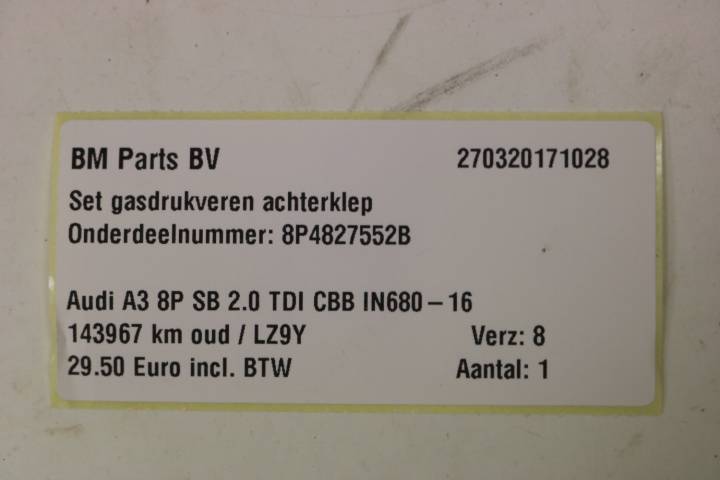 BM Parts BV 270320171028
Set gasdrukveren achterklep
Onderdeelnummer: 8P4827552B
Audi A3 8P SB 2.0 TDI CBB IN680 – 16
143967 km oud / LZ9Y Verz: 8
29.50 Euro incl. BTW Aantal: 1